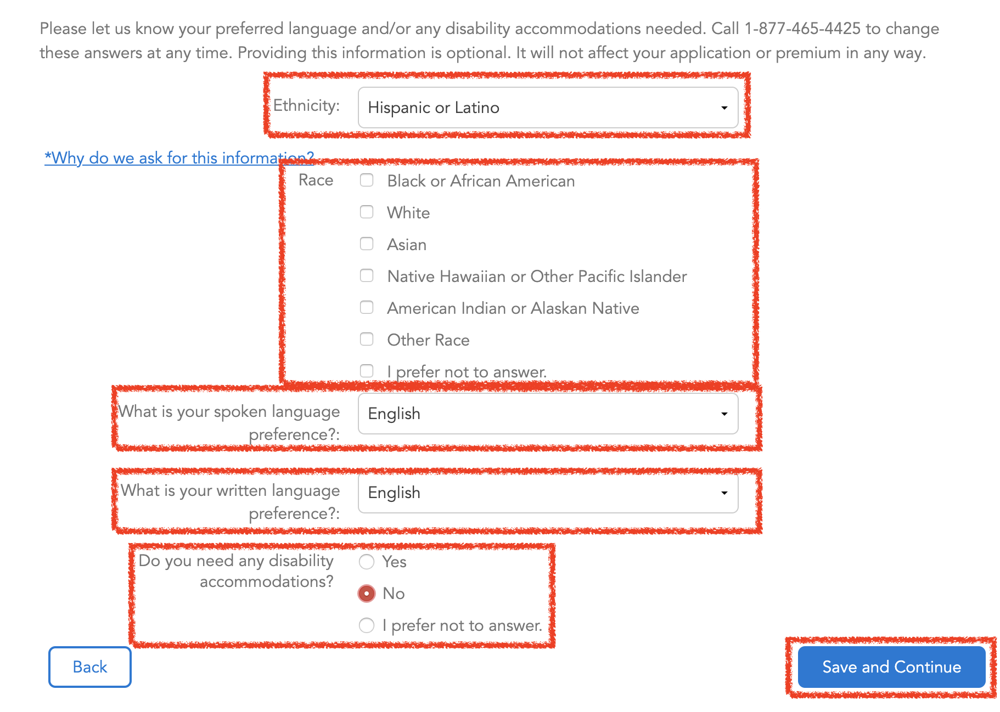 Please let us know your preferred language and/or any disability accommodations needed. Call 1-877-465-4425 to change
these answers at any time. Providing this information is optional. It will not affect your application or premium in any way.
Ethnicity: Hispanic or Latino
*Why do we ask for this information?
Race Black or African American
White
Asian
Native Hawaiian or Other Pacific Islander
American Indian or Alaskan Native
Other Race
I prefer not to answer.
What is your spoken language
preference?:
English
What is your written language
preference?:
English
Do you need any disability
accommodations?
Yes
No
I prefer not to answer.
Back
Save and Continue